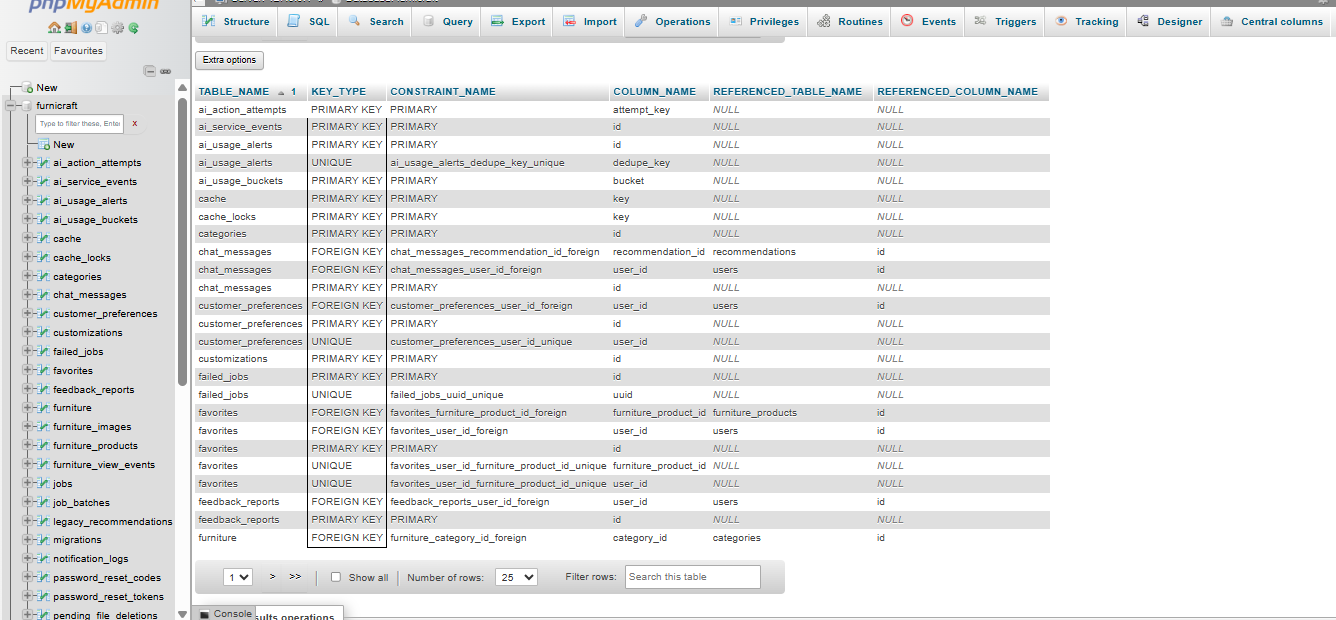 phpMyAdmin
Recent Favourites
New
furnicraft
Type to filter these, Enter X
New
ai_action_attempts
ai_service_events
ai_usage_alerts
ai_usage_buckets
cache
cache_locks
categories
chat_messages
customer_preferences
customizations
failed_jobs
favorites
feedback_reports
furniture
furniture_images
furniture_products
furniture_view_events
jobs
job_batches
legacy_recommendations
migrations
notification_logs
password_reset_codes
password_reset_tokens
pending_file_deletions
Structure SQL Search Query Export Import Operations Privileges Routines Events Triggers Tracking Designer Central columns
Extra options
TABLE_NAME 1 KEY_TYPE CONSTRAINT_NAME COLUMN_NAME REFERENCED_TABLE_NAME REFERENCED_COLUMN_NAME
ai_action_attempts PRIMARY KEY PRIMARY attempt_key NULL NULL
ai_service_events PRIMARY KEY PRIMARY id NULL NULL
ai_usage_alerts PRIMARY KEY PRIMARY id NULL NULL
ai_usage_alerts UNIQUE ai_usage_alerts_dedupe_key_unique dedupe_key NULL NULL
ai_usage_buckets PRIMARY KEY PRIMARY bucket NULL NULL
cache PRIMARY KEY PRIMARY key NULL NULL
cache_locks PRIMARY KEY PRIMARY key NULL NULL
categories PRIMARY KEY PRIMARY id NULL NULL
chat_messages FOREIGN KEY chat_messages_recommendation_id_foreign recommendation_id recommendations id
chat_messages FOREIGN KEY chat_messages_user_id_foreign user_id users id
chat_messages PRIMARY KEY PRIMARY id NULL NULL
customer_preferences FOREIGN KEY customer_preferences_user_id_foreign user_id users id
customer_preferences PRIMARY KEY PRIMARY id NULL NULL
customer_preferences UNIQUE customer_preferences_user_id_unique user_id NULL NULL
customizations PRIMARY KEY PRIMARY id NULL NULL
failed_jobs PRIMARY KEY PRIMARY id NULL NULL
failed_jobs UNIQUE failed_jobs_uuid_unique uuid NULL NULL
favorites FOREIGN KEY favorites_furniture_product_id_foreign furniture_product_id furniture_products id
favorites FOREIGN KEY favorites_user_id_foreign user_id users id
favorites PRIMARY KEY PRIMARY id NULL NULL
favorites UNIQUE favorites_user_id_furniture_product_id_unique furniture_product_id NULL NULL
favorites UNIQUE favorites_user_id_furniture_product_id_unique user_id NULL NULL
feedback_reports FOREIGN KEY feedback_reports_user_id_foreign user_id users id
feedback_reports PRIMARY KEY PRIMARY id NULL NULL
furniture FOREIGN KEY furniture_category_id_foreign category_id categories id
1 > >> Show all Number of rows: 25 Filter rows: Search this table
Console
sults operations